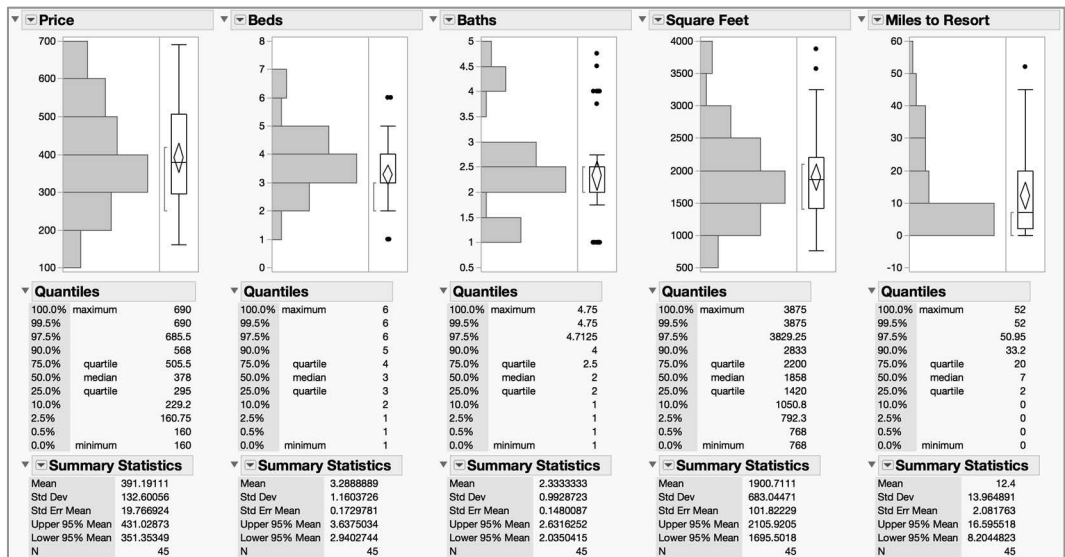 Price
700
600
500
400
300
200
100
Quantiles
100.0% maximum 690
99.5% 690
97.5% 685.5
90.0% 568
75.0% quartile 505.5
50.0% median 378
25.0% quartile 295
10.0% 229.2
2.5% 160.75
0.5% 160
0.0% minimum 160
Summary Statistics
Mean 391.19111
Std Dev 132.60056
Std Err Mean 19.766924
Upper 95% Mean 431.02873
Lower 95% Mean 351.35349
N 45
Beds
8
7
6
5
4
3
2
1
0
Quantiles
100.0% maximum 6
99.5% 6
97.5% 6
90.0% 5
75.0% quartile 4
50.0% median 3
25.0% quartile 3
10.0% 2
2.5% 1
0.5% 1
0.0% minimum 1
Summary Statistics
Mean 3.2888889
Std Dev 1.1603726
Std Err Mean 0.1729781
Upper 95% Mean 3.6375034
Lower 95% Mean 2.9402744
N 45
Baths
5
4.5
4
3.5
3
2.5
2
1.5
1
0.5
Quantiles
100.0% maximum 4.75
99.5% 4.75
97.5% 4.7125
90.0% 4
75.0% quartile 2.5
50.0% median 2
25.0% quartile 2
10.0% 1
2.5% 1
0.5% 1
0.0% minimum 1
Summary Statistics
Mean 2.3333333
Std Dev 0.9928723
Std Err Mean 0.1480087
Upper 95% Mean 2.6316252
Lower 95% Mean 2.0350415
N 45
Square Feet
4000
3500
3000
2500
2000
1500
1000
500
Quantiles
100.0% maximum 3875
99.5% 3875
97.5% 3829.25
90.0% 2833
75.0% quartile 2200
50.0% median 1858
25.0% quartile 1420
10.0% 1050.8
2.5% 792.3
0.5% 768
0.0% minimum 768
Summary Statistics
Mean 1900.7111
Std Dev 683.04471
Std Err Mean 101.82229
Upper 95% Mean 2105.9205
Lower 95% Mean 1695.5018
N 45
Miles to Resort
60
50
40
30
20
10
0
-10
Quantiles
100.0% maximum 52
99.5% 52
97.5% 50.95
90.0% 33.2
75.0% quartile 20
50.0% median 7
25.0% quartile 2
10.0% 0
2.5% 0
0.5% 0
0.0% minimum 0
Summary Statistics
Mean 12.4
Std Dev 13.964891
Std Err Mean 2.081763
Upper 95% Mean 16.595518
Lower 95% Mean 8.2044823
N 45